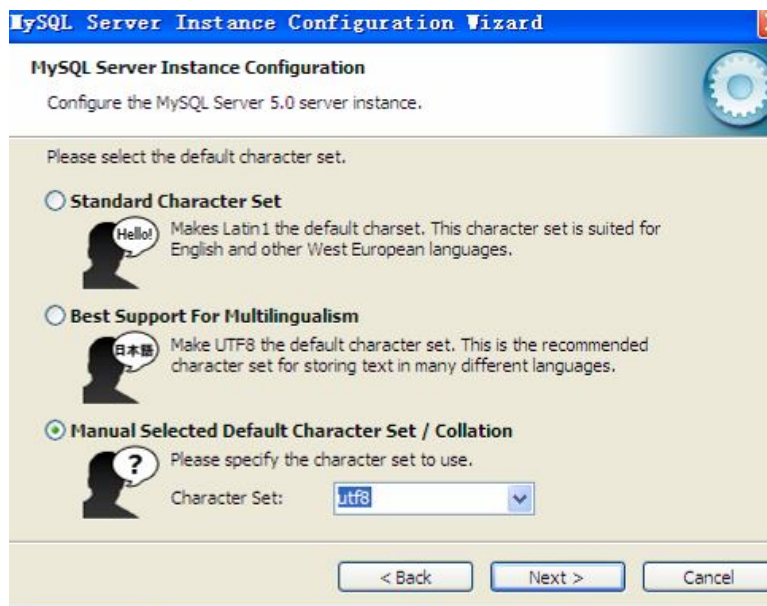 MySQL Server Instance Configuration Wizard
MySQL Server Instance Configuration
Configure the MySQL Server 5.0 server instance.
Please select the default character set.
Standard Character Set
Hello!
Makes Latin1 the default charset. This character set is suited for
English and other West European languages.
Best Support For Multilingualism
日本語
Make UTF8 the default character set. This is the recommended
character set for storing text in many different languages.
Manual Selected Default Character Set / Collation
?
Please specify the character set to use.
Character Set: utf8
< Back Next > Cancel